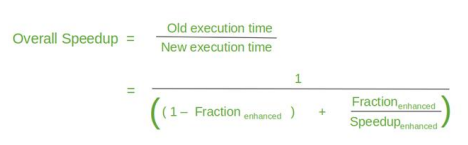 Overall Speedup = Old execution time
New execution time
= 1
( ( 1 – Fraction enhanced ) + Fraction enhanced
Speedup enhanced )